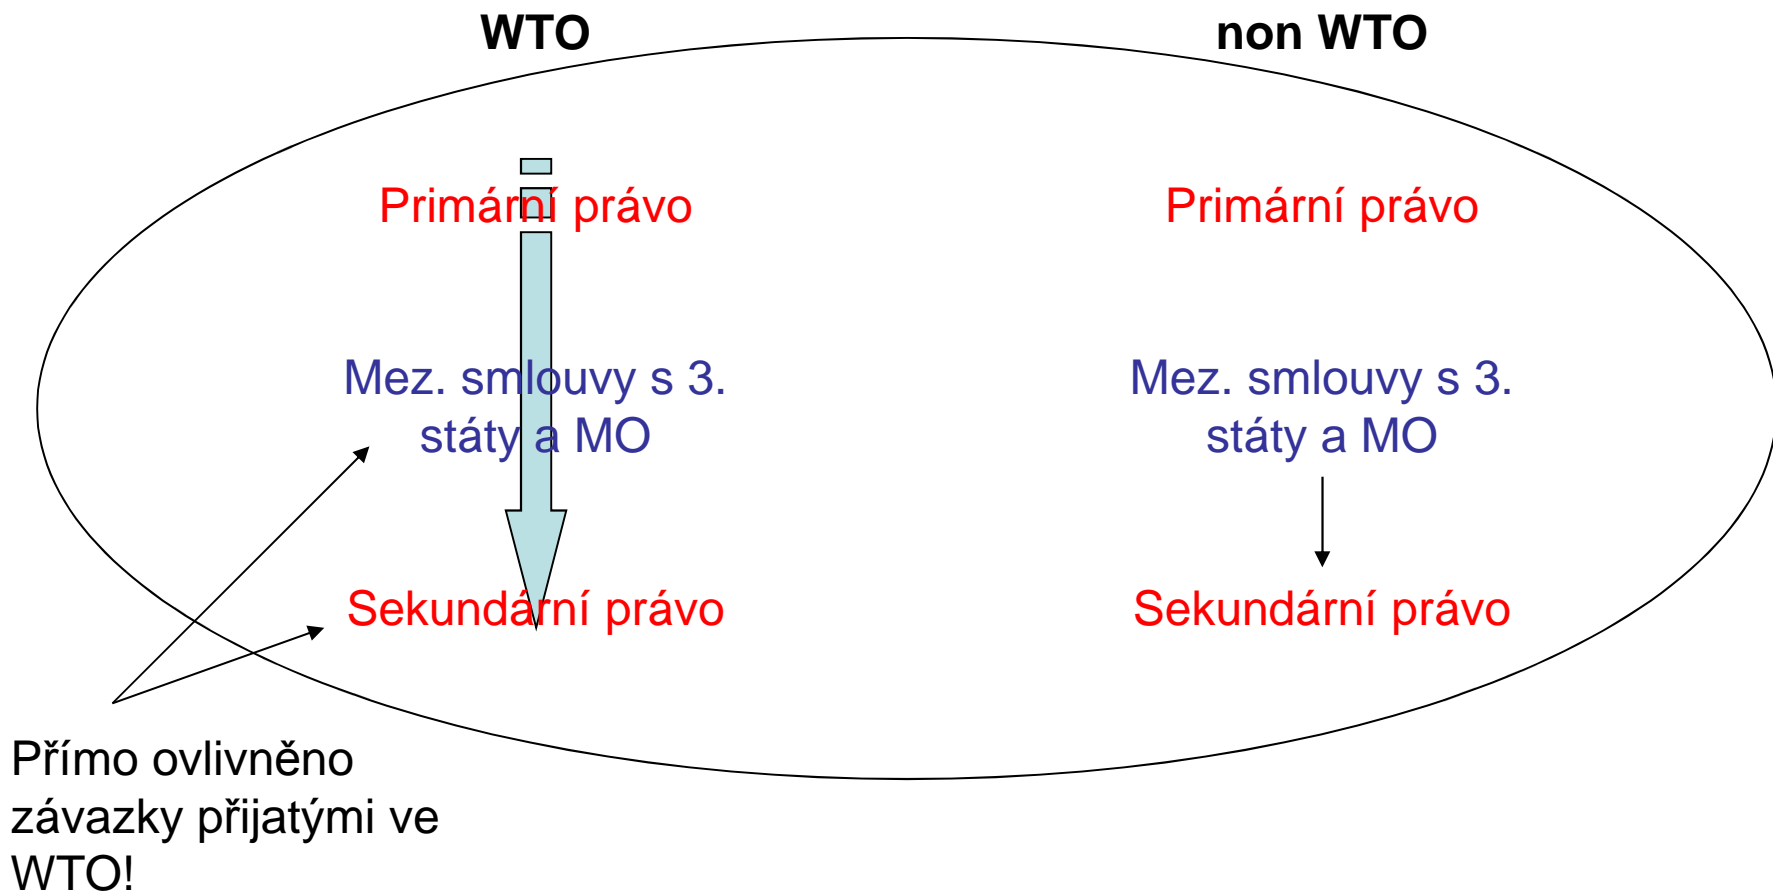 WTO
non WTO
Primární právo
Primární právo
Mez. smlouvy s 3.
státy a MO
Mez. smlouvy s 3.
státy a MO
Sekundární právo
Sekundární právo
Přímo ovlivněno
závazky přijatými ve
WTO!